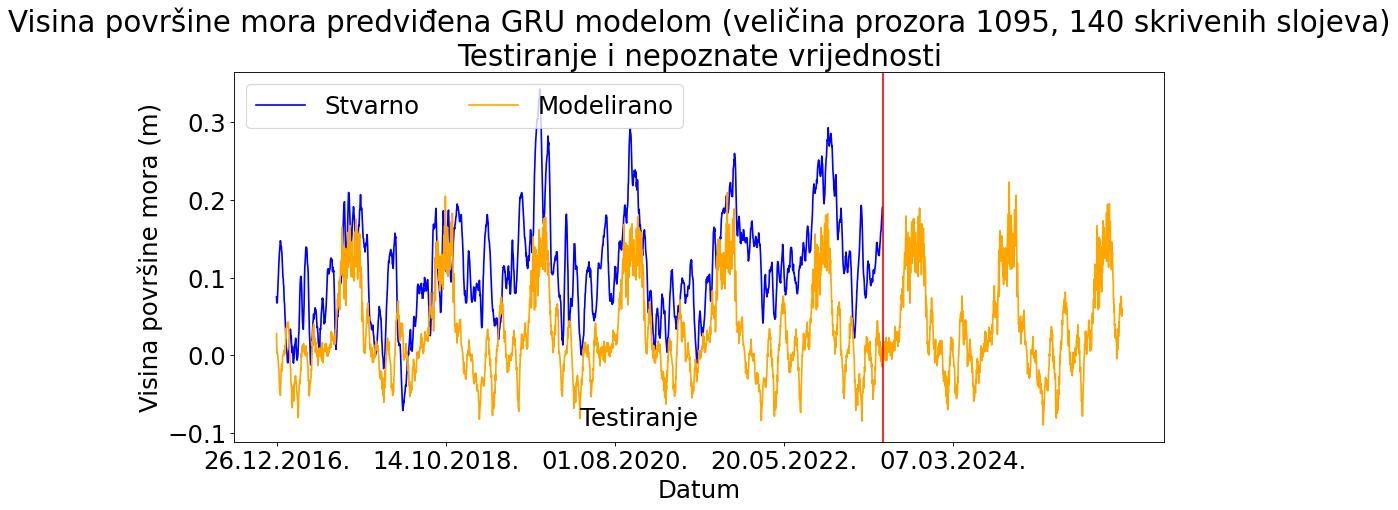 Visina površine mora predviđena GRU modelom (veličina prozora 1095, 140 skrivenih slojeva)
Testiranje i nepoznate vrijednosti
Stvarno
Modelirano
Visina površine mora (m)
0.3
0.2
0.1
0.0
−0.1
Testiranje
26.12.2016.
14.10.2018.
01.08.2020.
20.05.2022.
07.03.2024.
Datum